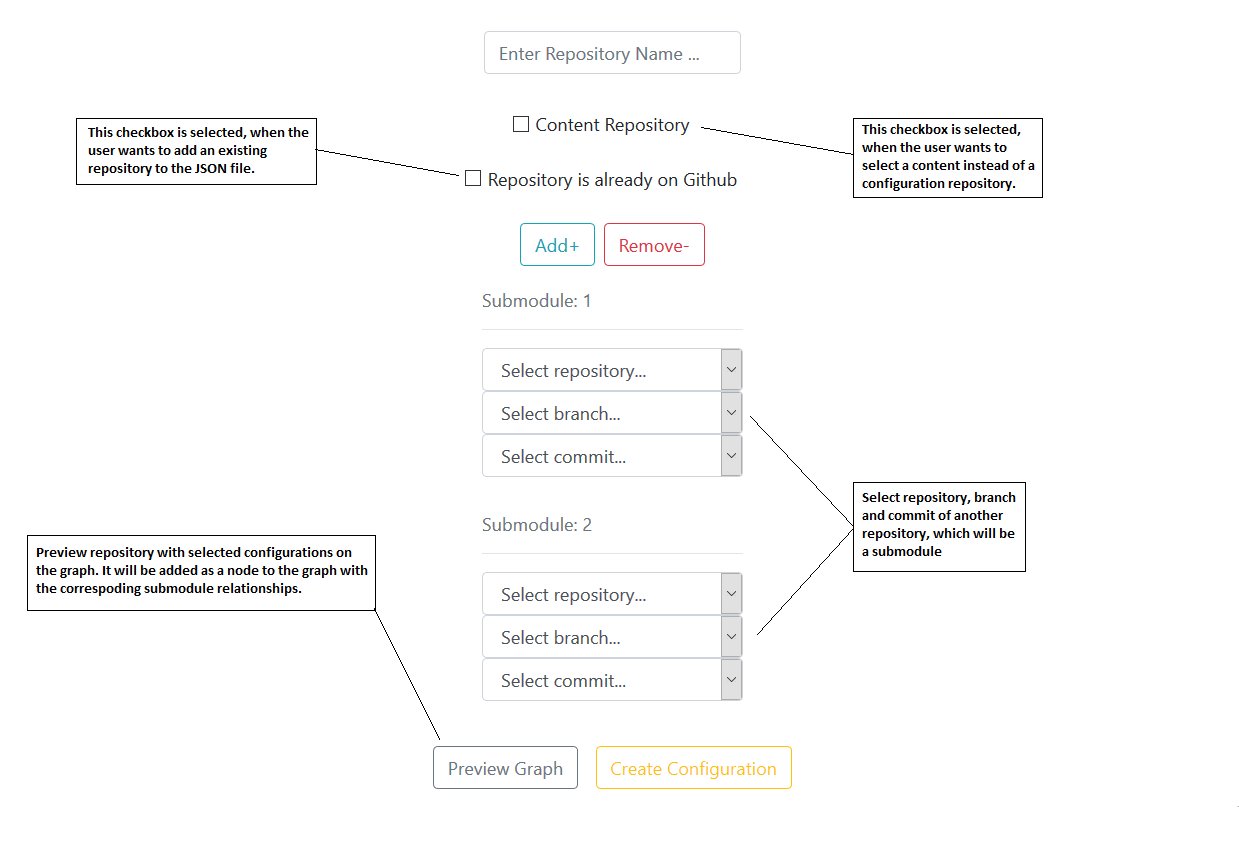 Enter Repository Name ...
Content Repository
This checkbox is selected, when the
user wants to add an existing
repository to the JSON file.
This checkbox is selected,
when the user wants to
select a content instead of a
configuration repository.
Repository is already on Github
Add+
Remove-
Submodule: 1
Select repository...
Select branch...
Select commit...
Select repository, branch
and commit of another
repository, which will be
a submodule
Submodule: 2
Preview repository with selected configurations on
the graph. It will be added as a node to the graph with
the correspoding submodule relationships.
Select repository...
Select branch...
Select commit...
Preview Graph
Create Configuration